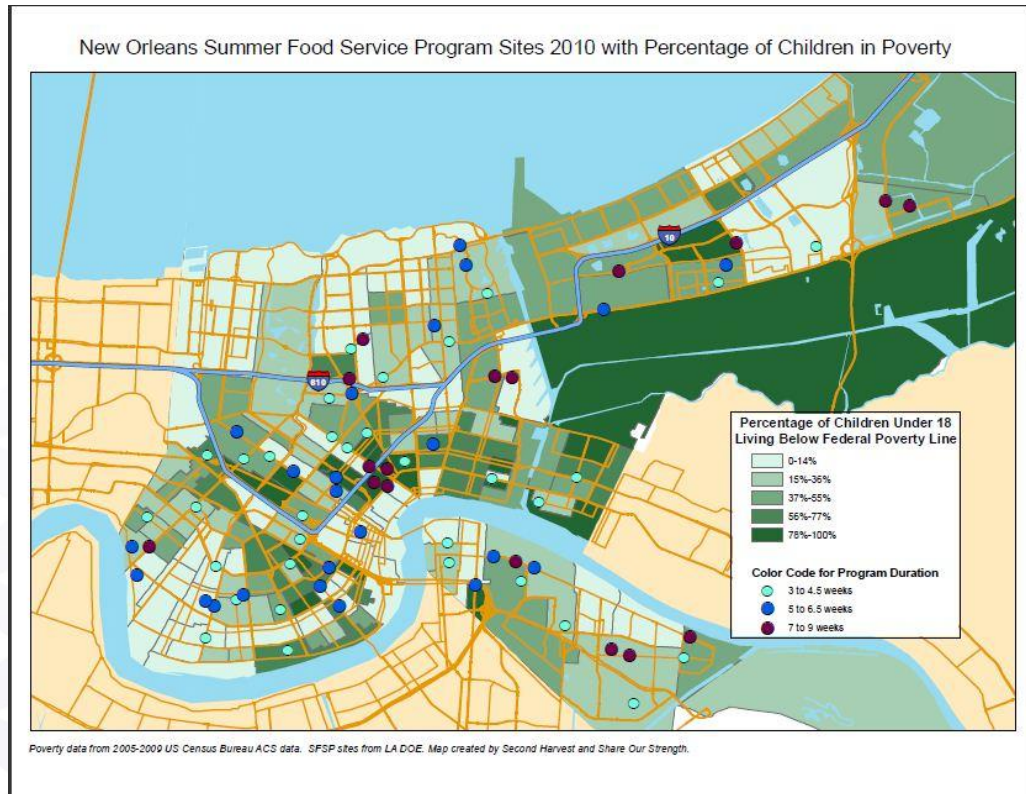 New Orleans Summer Food Service Program Sites 2010 with Percentage of Children in Poverty
10
610
Percentage of Children Under 18
Living Below Federal Poverty Line
0-14%
15%-36%
37%-55%
56%-77%
78%-100%
Color Code for Program Duration
3 to 4.5 weeks
5 to 6.5 weeks
7 to 9 weeks
Poverty data from 2005-2009 US Census Bureau ACS data. SFSP sites from LA DOE. Map created by Second Harvest and Share Our Strength.